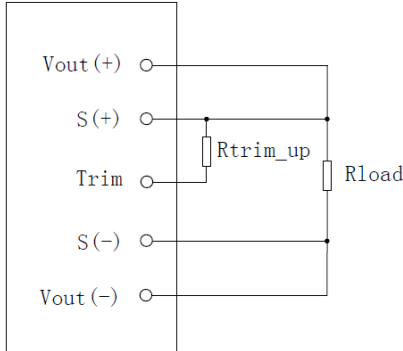 Vout(+)
S(+)
Rtrim_up
Trim
Rload
S(-)
Vout(-)